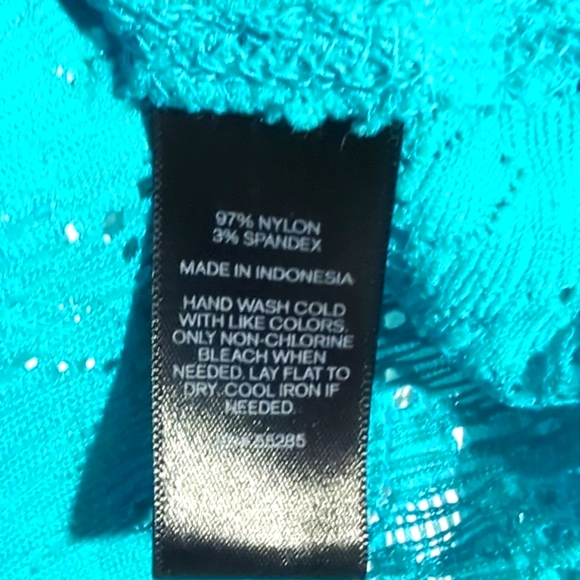 97% NYLON
3% SPANDEX
MADE IN INDONESIA
HAND WASH COLD
WITH LIKE COLORS.
ONLY NON-CHLORINE
BLEACH WHEN
NEEDED. LAY FLAT TO
DRY. COOL IRON IF
NEEDED.
55285